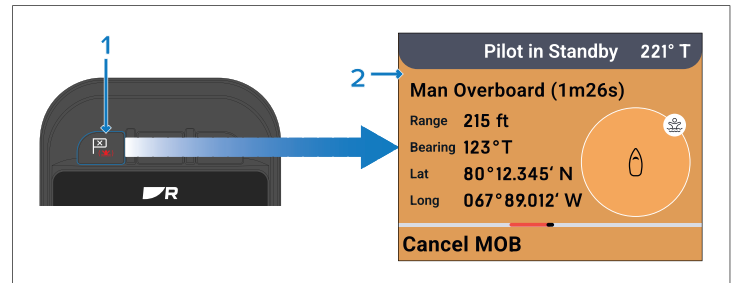 1
X
R
2
Pilot in Standby 221° T
Man Overboard (1m26s)
Range 215 ft
Bearing 123°T
Lat 80°12.345’ N
Long 067°89.012’ W
Cancel MOB